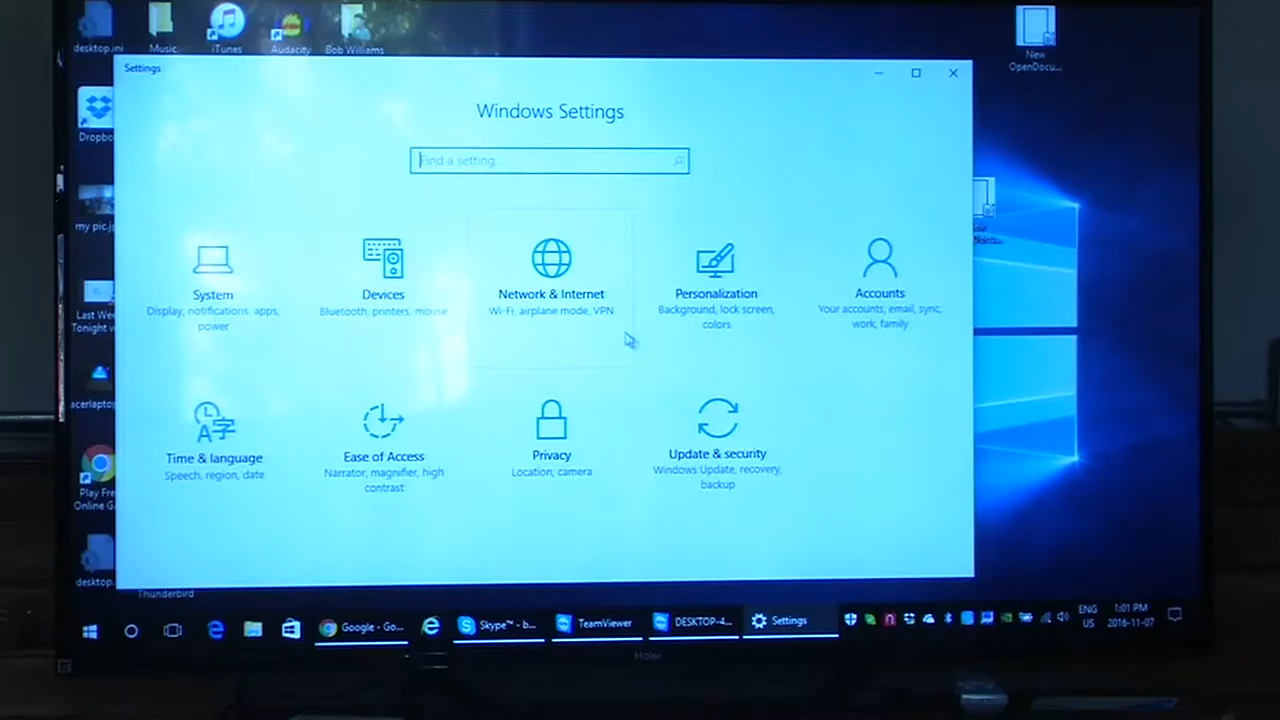 desktop.ini
Music
iTunes
Audacity
Bob Williams
New
OpenDocu...
Settings
Windows Settings
Find a setting
Dropbo
my pic.j
System
Display, notifications, apps,
power
Devices
Bluetooth, printers, mouse
Network & Internet
Wi-Fi, airplane mode, VPN
Personalization
Background, lock screen,
colors
Accounts
Your accounts, email, sync,
work, family
Last We
Tonight w
acerlapto
Time & language
Speech, region, date
Ease of Access
Narrator, magnifier, high
contrast
Privacy
Location, camera
Update & security
Windows Update, recovery,
backup
Play Fre
Online G
desktop.
Thunderbird
Google - Go...
Skype™ - b...
TeamViewer
DESKTOP-4...
Settings
ENG
US
1:01 PM
2016-11-07
Haier